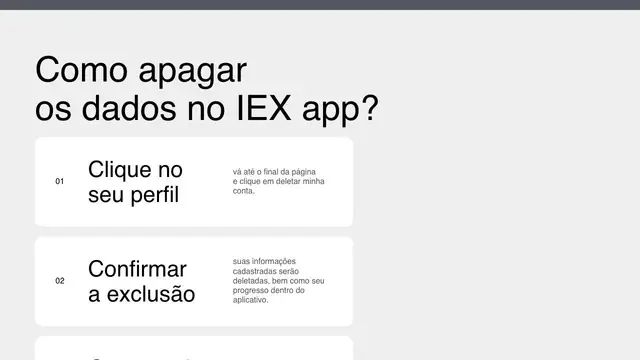 Como apagar
os dados no IEX app?
01
Clique no
seu perfil
vá até o final da página
e clique em deletar minha
conta.
02
Confirmar
a exclusão
suas informações
cadastradas serão
deletadas, bem como seu
progresso dentro do
aplicativo.